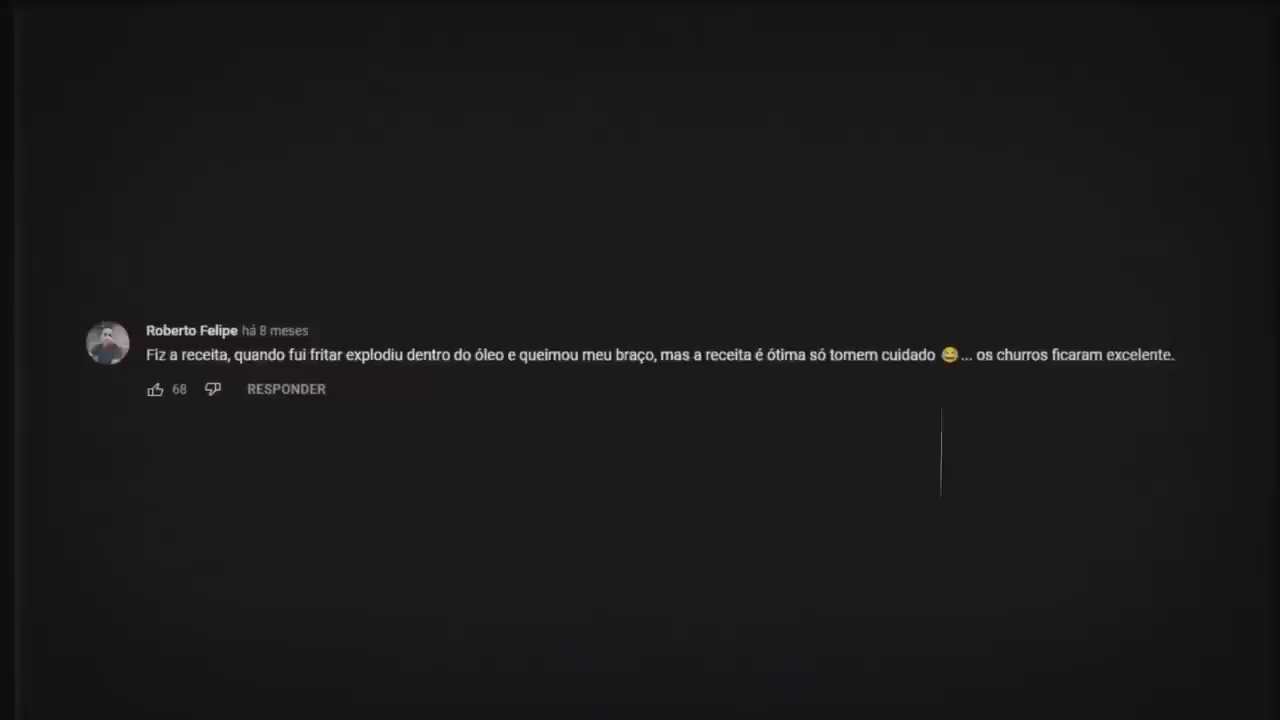 Roberto Felipe há 8 meses
Fiz a receita, quando fui fritar explodiu dentro do óleo e queimou meu braço, mas a receita é ótima só tomem cuidado 😂... os churros ficaram excelente.
68 RESPONDER